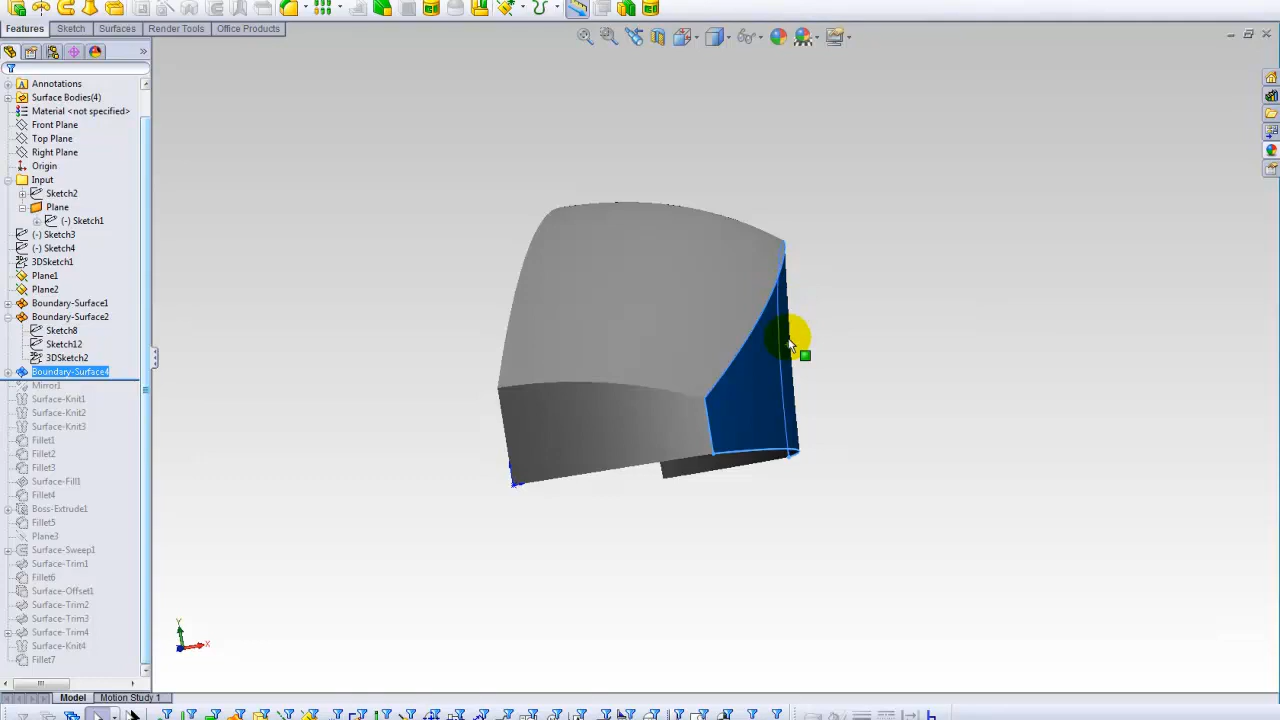 Features Sketch Surfaces Render Tools Office Products
Annotations
Surface Bodies(4)
Material <not specified>
Front Plane
Top Plane
Right Plane
Origin
Input
Sketch2
Plane
(-) Sketch1
(-) Sketch3
(-) Sketch4
3DSketch1
Plane1
Plane2
Boundary-Surface1
Boundary-Surface2
Sketch8
Sketch12
3DSketch2
Boundary-Surface4
Mirror1
Surface-Knit1
Surface-Knit2
Surface-Knit3
Fillet1
Fillet2
Fillet3
Surface-Fill1
Fillet4
Boss-Extrude1
Fillet5
Plane3
Surface-Sweep1
Surface-Trim1
Fillet6
Surface-Offset1
Surface-Trim2
Surface-Trim3
Surface-Trim4
Surface-Knit4
Fillet7
Y
X
Model Motion Study 1